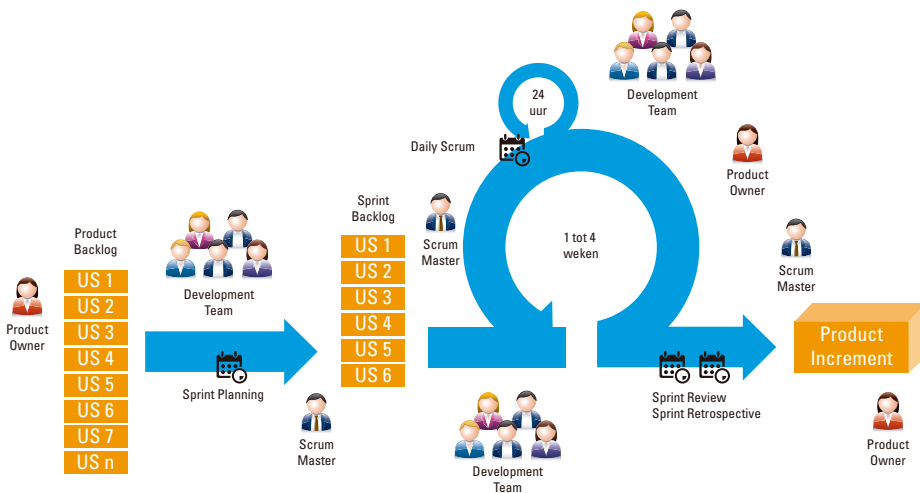 Product
Backlog
US 1
US 2
US 3
US 4
US 5
US 6
US 7
US n
Product
Owner
Development
Team
Sprint Planning
Scrum
Master
Sprint
Backlog
US 1
US 2
US 3
US 4
US 5
US 6
Scrum
Master
Daily Scrum
24
uur
1 tot 4
weken
Development
Team
Development
Team
Product
Owner
Scrum
Master
Sprint Review
Sprint Retrospective
Product
Increment
Product
Owner